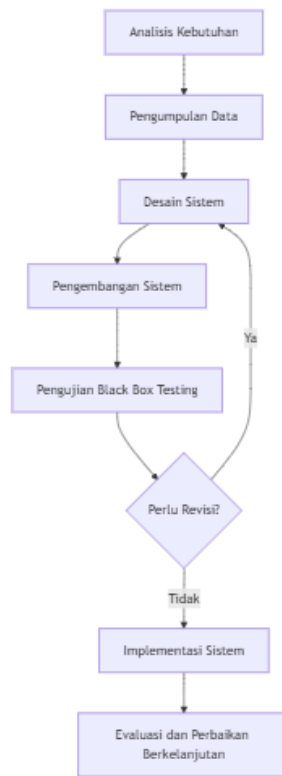 Analisis Kebutuhan
Pengumpulan Data
Desain Sistem
Pengembangan Sistem
Ya
Pengujian Black Box Testing
Perlu Revisi?
Tidak
Implementasi Sistem
Evaluasi dan Perbaikan
Berkelanjutan